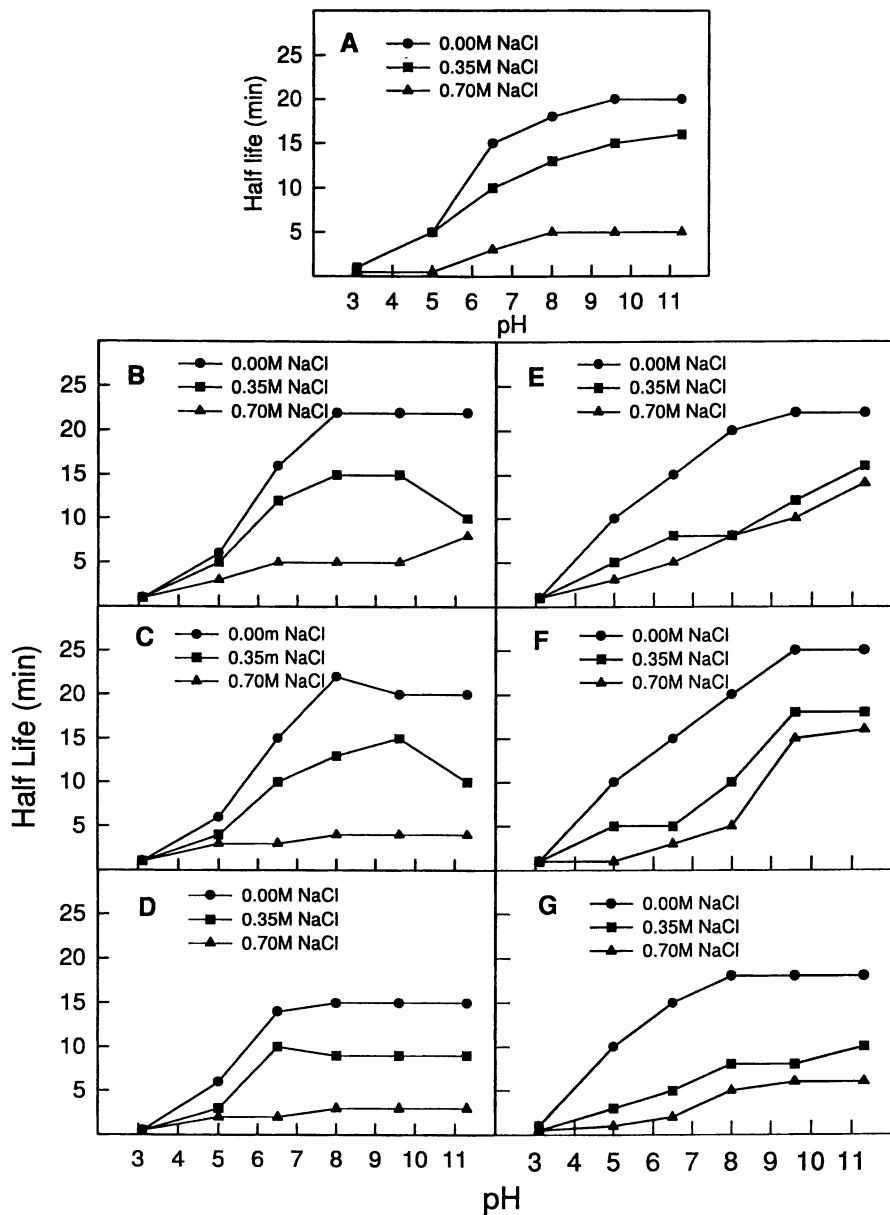 A
0.00M NaCl
0.35M NaCl
0.70M NaCl
Half life (min)
25
20
15
10
5
3 4 5 6 7 8 9 10 11
pH
B
0.00M NaCl
0.35M NaCl
0.70M NaCl
25
20
15
10
5
E
0.00M NaCl
0.35M NaCl
0.70M NaCl
Half Life (min)
C
0.00m NaCl
0.35m NaCl
0.70M NaCl
25
20
15
10
5
F
0.00M NaCl
0.35M NaCl
0.70M NaCl
D
0.00M NaCl
0.35M NaCl
0.70M NaCl
25
20
15
10
5
3 4 5 6 7 8 9 10 11
G
0.00M NaCl
0.35M NaCl
0.70M NaCl
3 4 5 6 7 8 9 10 11
pH